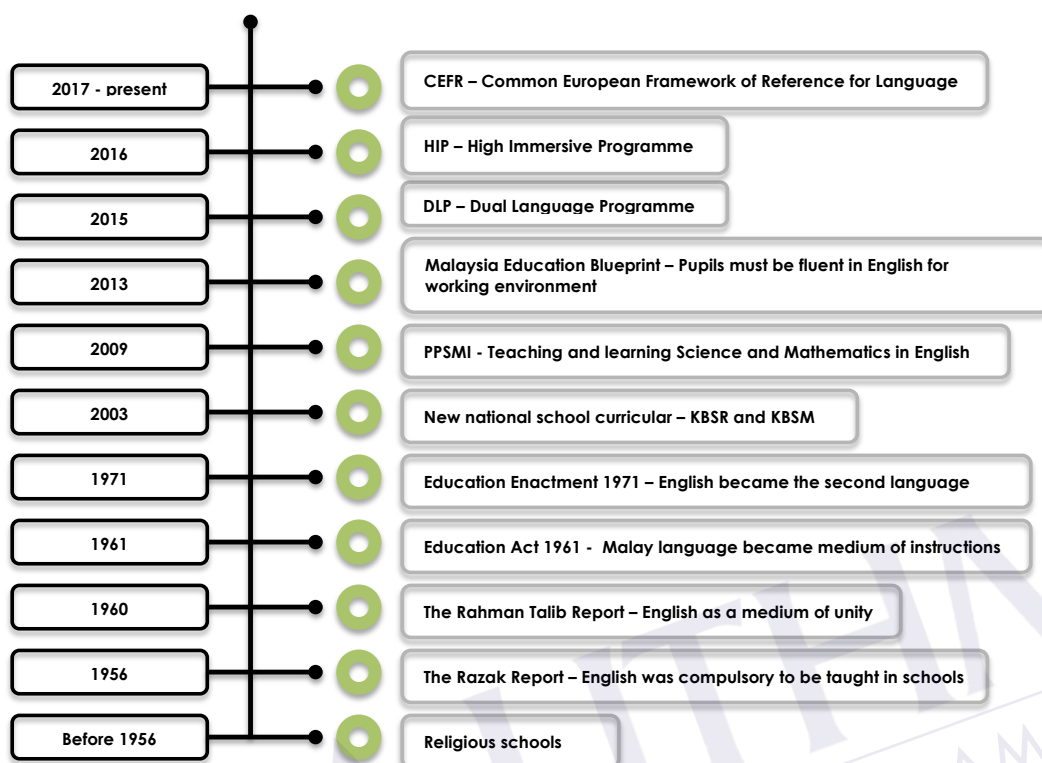 2017 - present
CEFR – Common European Framework of Reference for Language
2016
HIP – High Immersive Programme
2015
DLP – Dual Language Programme
2013
Malaysia Education Blueprint – Pupils must be fluent in English for
working environment
2009
PPSMI - Teaching and learning Science and Mathematics in English
2003
New national school curricular – KBSR and KBSM
1971
Education Enactment 1971 – English became the second language
1961
Education Act 1961 - Malay language became medium of instructions
1960
The Rahman Talib Report – English as a medium of unity
1956
The Razak Report – English was compulsory to be taught in schools
Before 1956
Religious schools